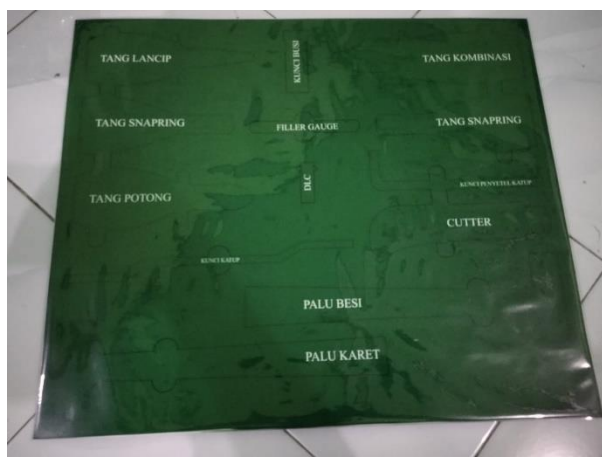 TANG LANCIP
KUNCI BUSI
TANG KOMBINASI
TANG SNAPRING
FILLER GAUGE
TANG SNAPRING
TANG POTONG
DLC
KUNCI PENYETEL KATUP
CUTTER
KUNCI KATUP
PALU BESI
PALU KARET